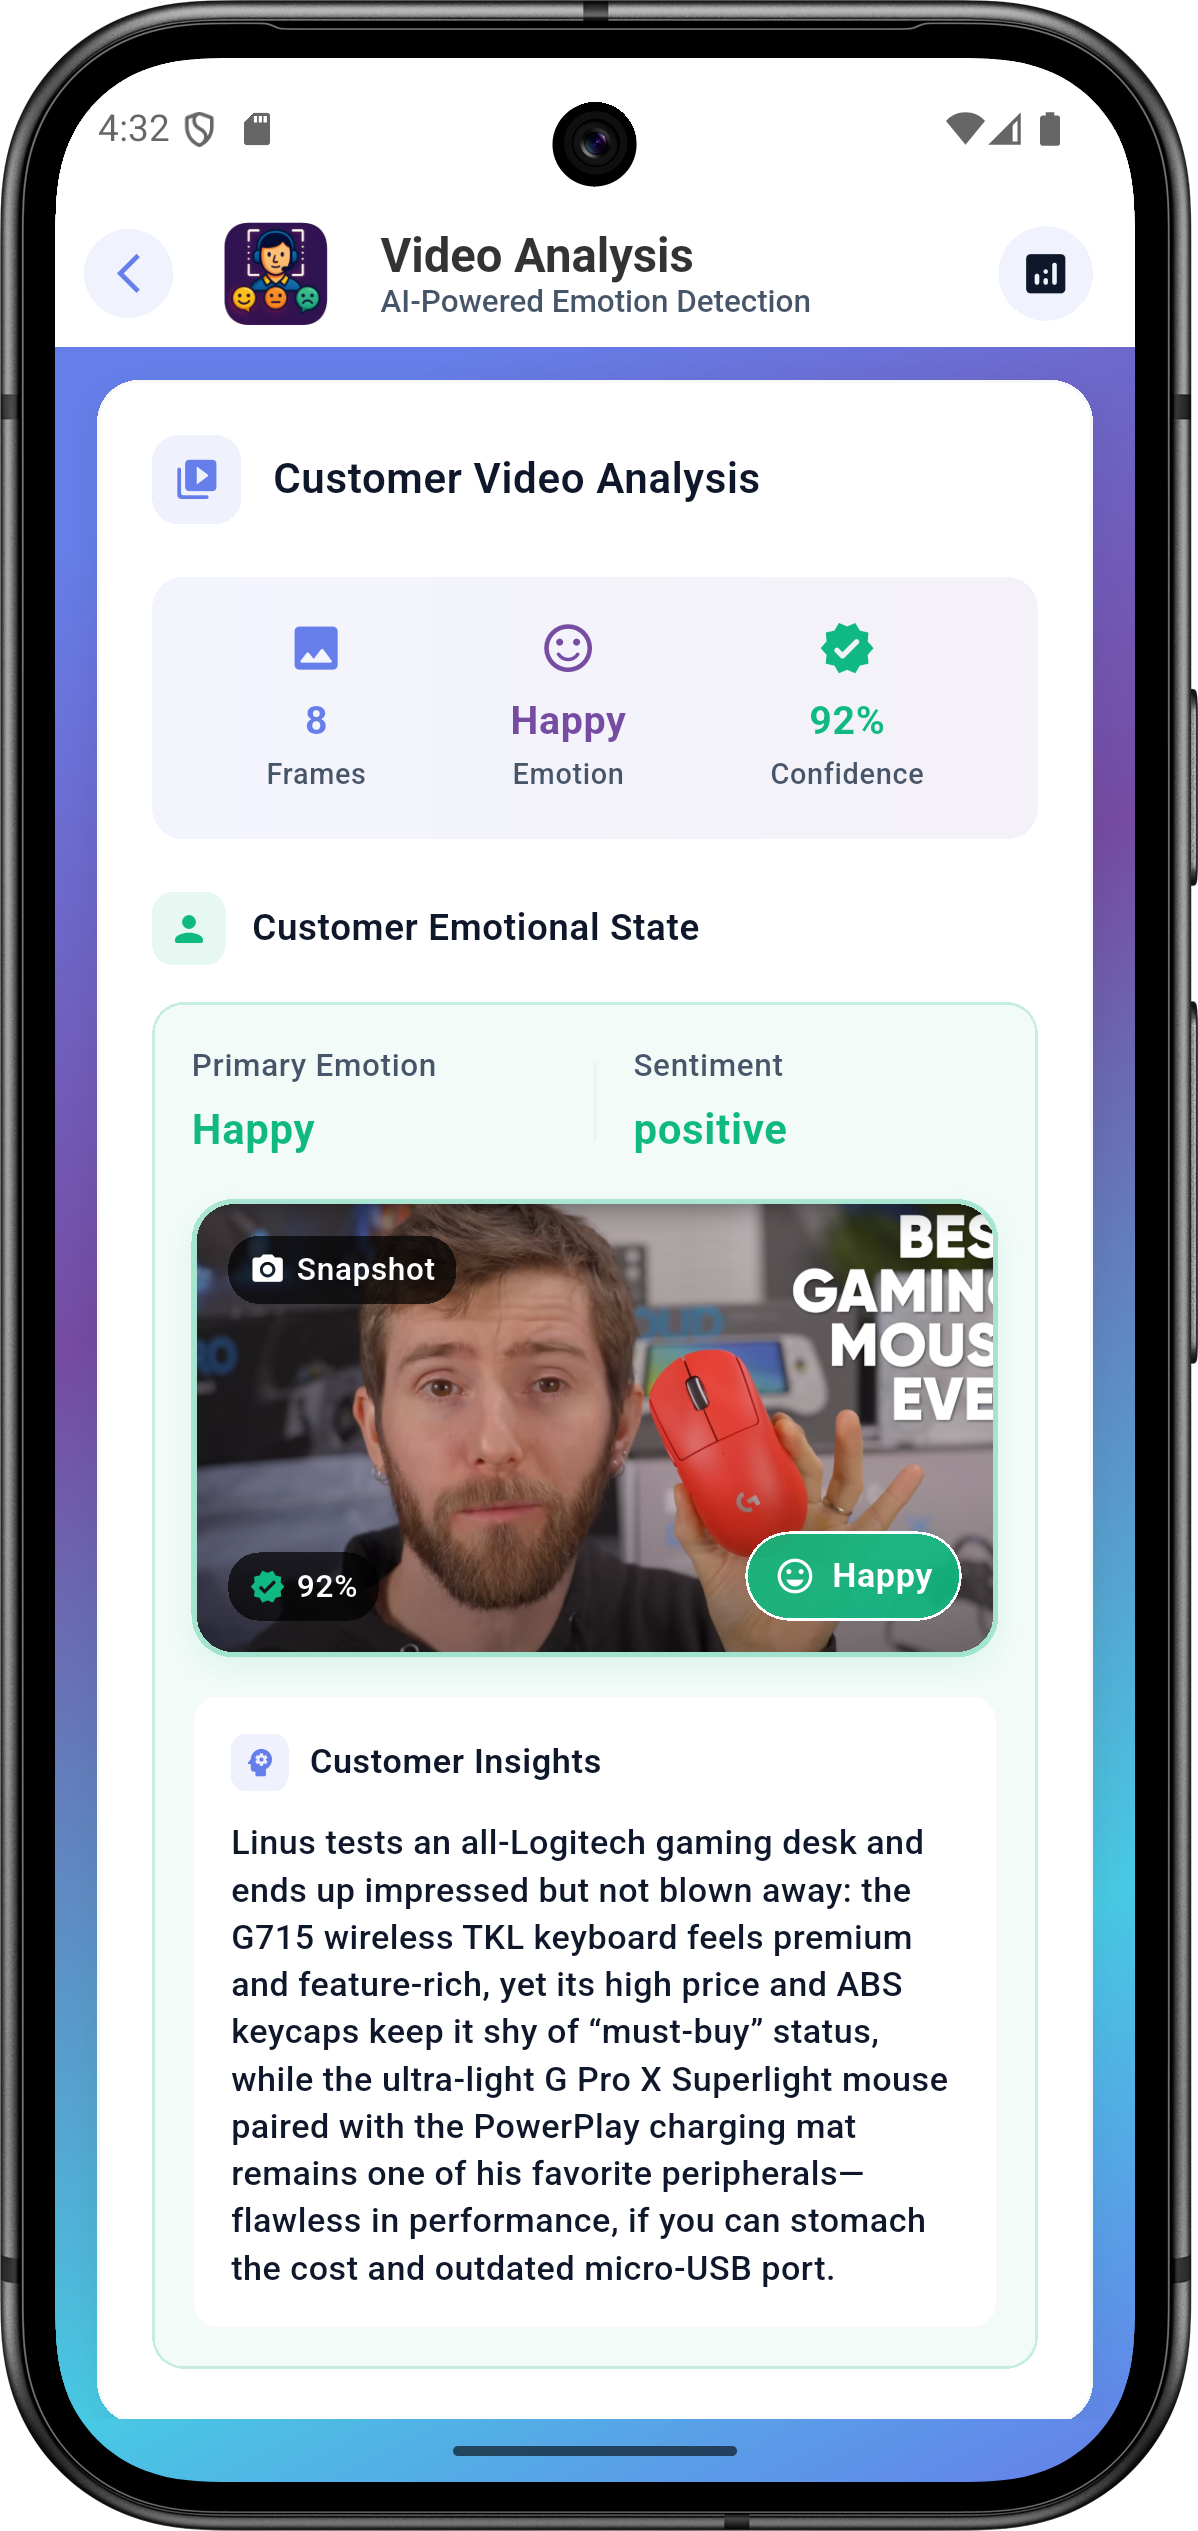 4:32
Video Analysis
AI-Powered Emotion Detection
Customer Video Analysis
8
Frames
Happy
Emotion
92%
Confidence
Customer Emotional State
Primary Emotion
Happy
Sentiment
positive
Snapshot
BES
GAMING
MOUS
EVE
92%
Happy
Customer Insights
Linus tests an all-Logitech gaming desk and
ends up impressed but not blown away: the
G715 wireless TKL keyboard feels premium
and feature-rich, yet its high price and ABS
keycaps keep it shy of “must-buy” status,
while the ultra-light G Pro X Superlight mouse
paired with the PowerPlay charging mat
remains one of his favorite peripherals—
flawless in performance, if you can stomach
the cost and outdated micro-USB port.